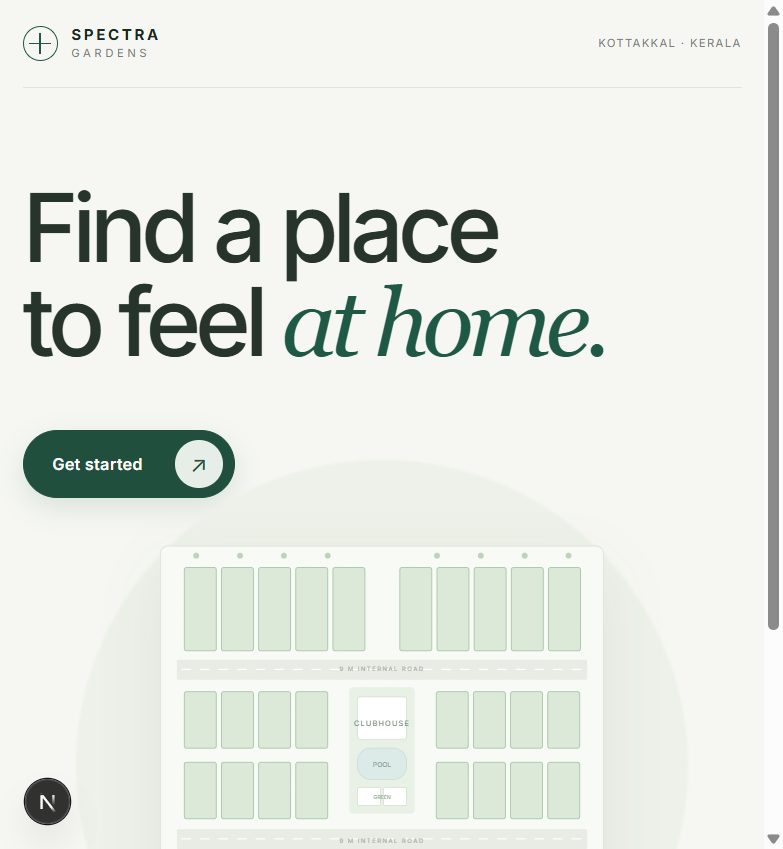 SPECTRA
GARDENS
KOTTAKKAL · KERALA
Find a place
to feel at home.
Get started
9 M INTERNAL ROAD
CLUBHOUSE
POOL
GREEN
N
9 M INTERNAL ROAD